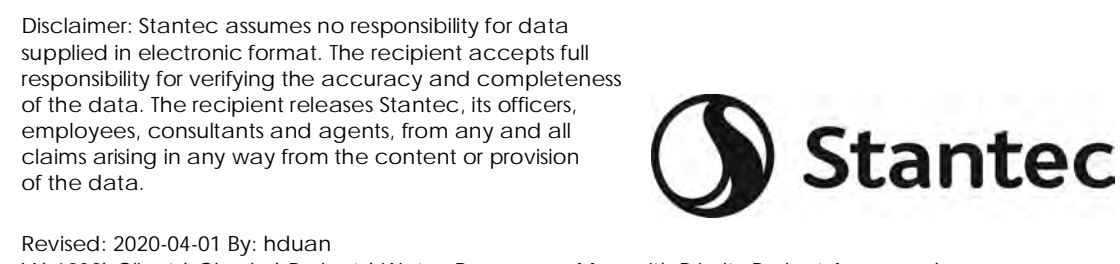 Disclaimer: Stantec assumes no responsibility for data
supplied in electronic format. The recipient accepts full
responsibility for verifying the accuracy and completeness
of the data. The recipient releases Stantec, its officers,
employees, consultants and agents, from any and all
claims arising in any way from the content or provision
of the data.
Stantec
Revised: 2020-04-01 By: hduan